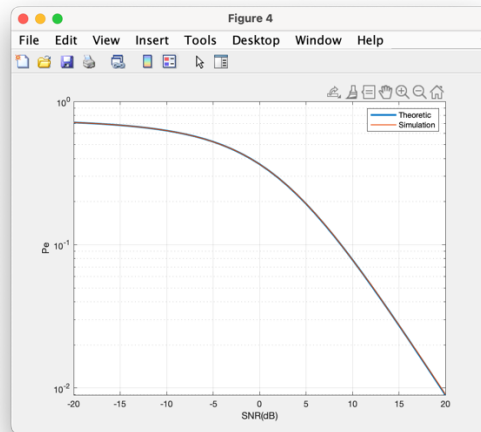 Figure 4
File Edit View Insert Tools Desktop Window Help
Theoretic
Simulation
10^0
10^-1
10^-2
Pe
-20 -15 -10 -5 0 5 10 15 20
SNR(dB)